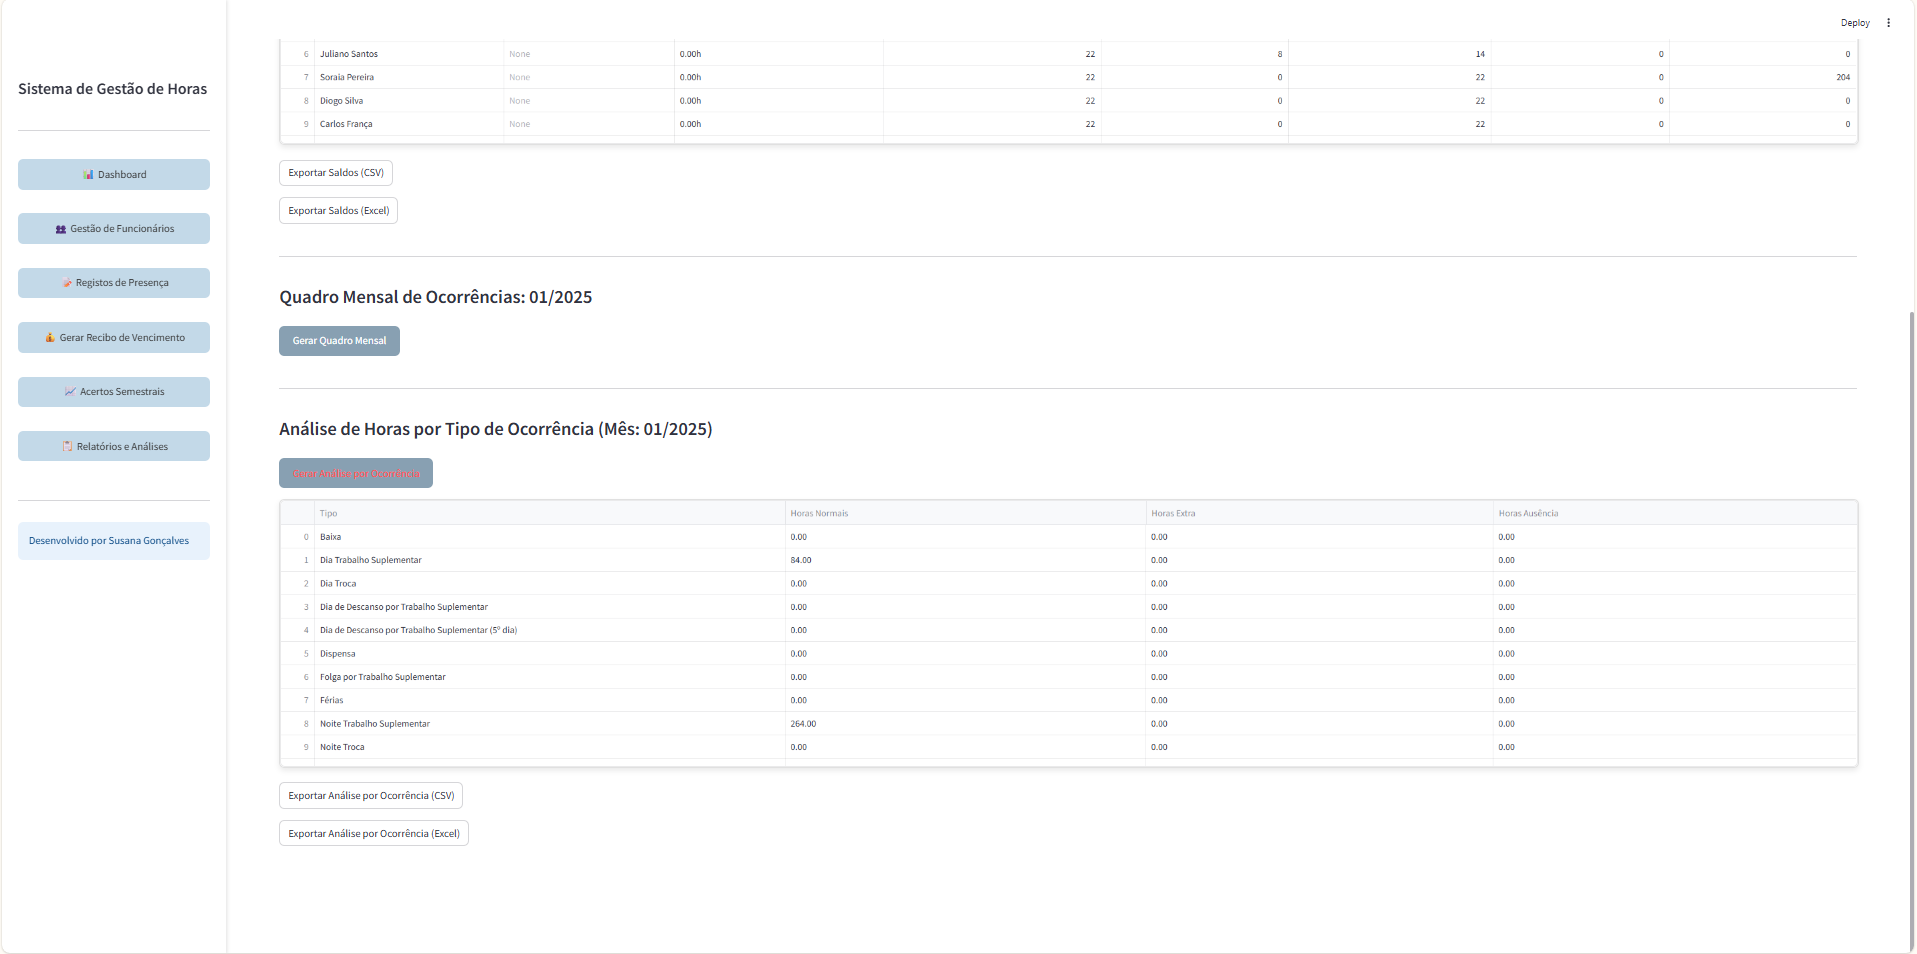 Deploy
Sistema de Gestão de Horas
Dashboard
Gestão de Funcionários
Registos de Presença
Gerar Recibo de Vencimento
Acertos Semestrais
Relatórios e Análises
Desenvolvido por Susana Gonçalves
6 Juliano Santos None 0.00h 22 8 14 0 0
7 Soraia Pereira None 0.00h 22 0 22 0 204
8 Diogo Silva None 0.00h 22 0 22 0 0
9 Carlos França None 0.00h 22 0 22 0 0
Exportar Saldos (CSV)
Exportar Saldos (Excel)
Quadro Mensal de Ocorrências: 01/2025
Gerar Quadro Mensal
Análise de Horas por Tipo de Ocorrência (Mês: 01/2025)
Gerar Análise por Ocorrência
Tipo Horas Normais Horas Extra Horas Ausência
0 Baixa 0.00 0.00 0.00
1 Dia Trabalho Suplementar 84.00 0.00 0.00
2 Dia Troca 0.00 0.00 0.00
3 Dia de Descanso por Trabalho Suplementar 0.00 0.00 0.00
4 Dia de Descanso por Trabalho Suplementar (5º dia) 0.00 0.00 0.00
5 Dispensa 0.00 0.00 0.00
6 Folga por Trabalho Suplementar 0.00 0.00 0.00
7 Férias 0.00 0.00 0.00
8 Noite Trabalho Suplementar 264.00 0.00 0.00
9 Noite Troca 0.00 0.00 0.00
Exportar Análise por Ocorrência (CSV)
Exportar Análise por Ocorrência (Excel)